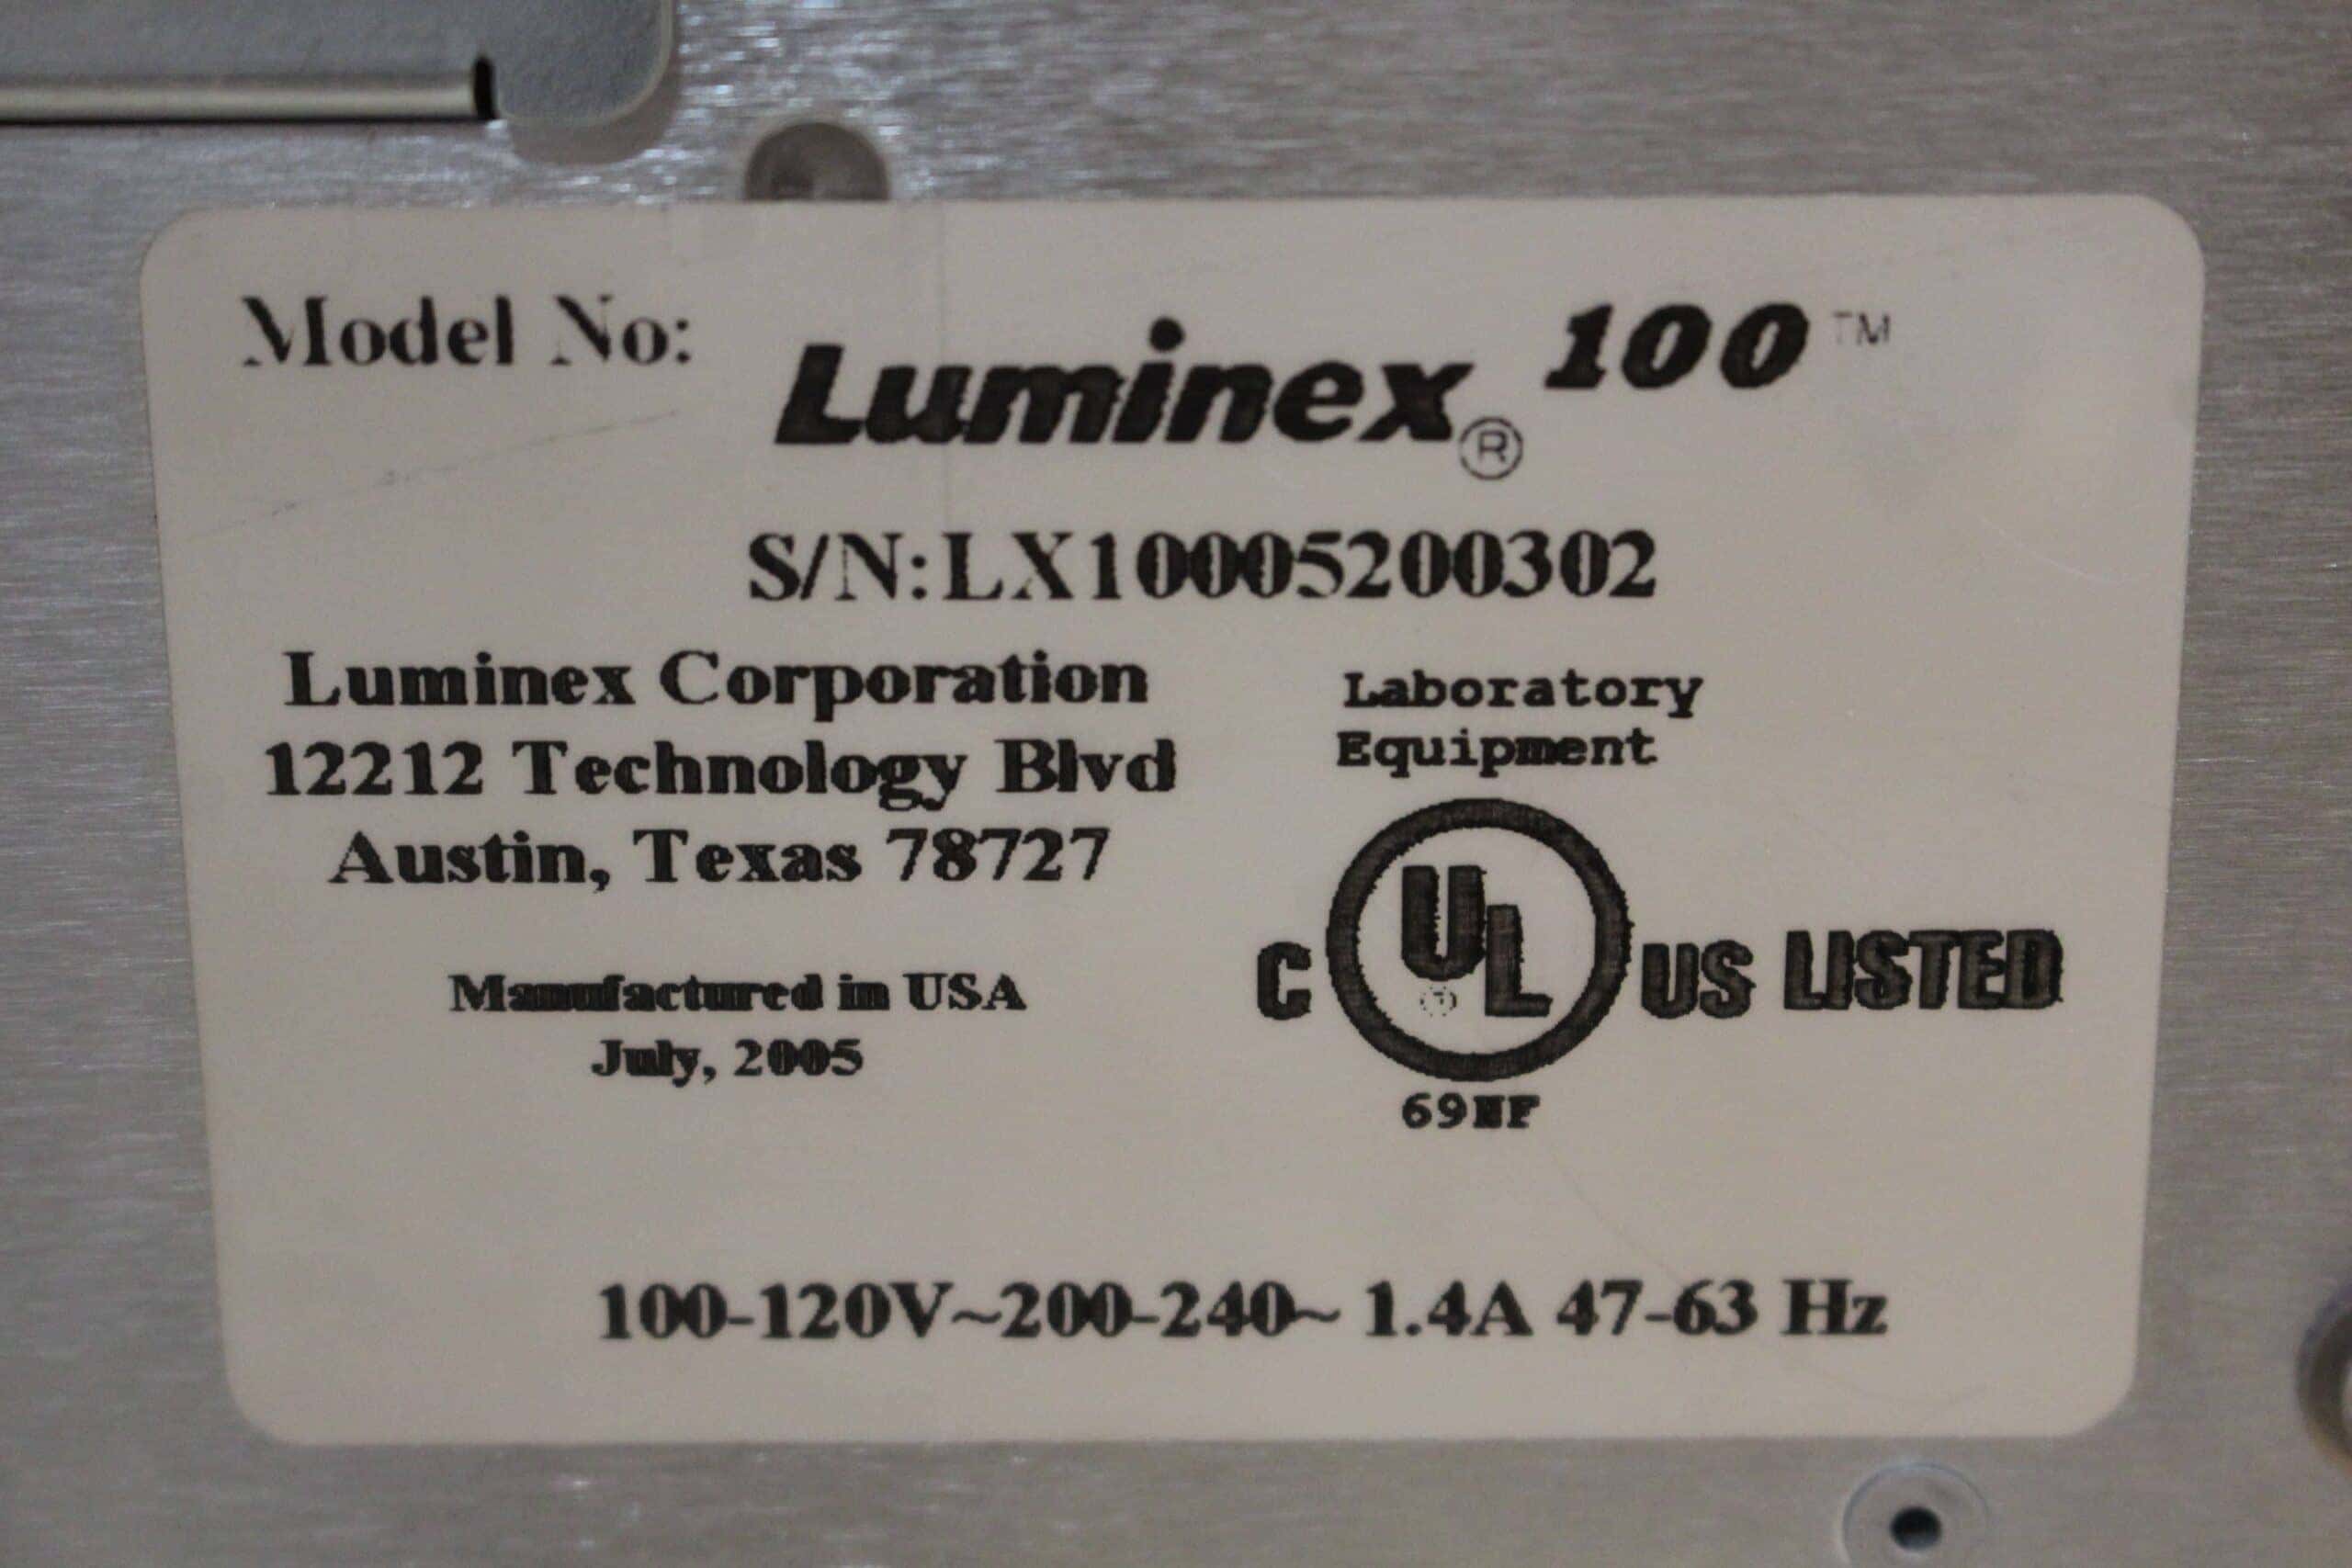 Model No: Luminex® 100™
S/N:LX10005200302
Luminex Corporation
12212 Technology Blvd
Austin, Texas 78727
Manufactured in USA
July, 2005
Laboratory
Equipment
C UL US LISTED
100-120V~200-240~ 1.4A 47-63 Hz